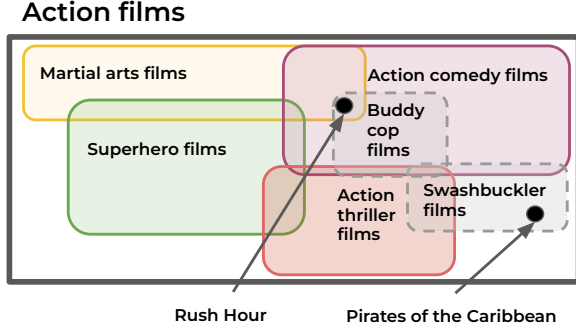 Action films
Martial arts films
Action comedy films
Buddy
cop
films
Superhero films
Action
thriller
films
Swashbuckler
films
Rush Hour
Pirates of the Caribbean